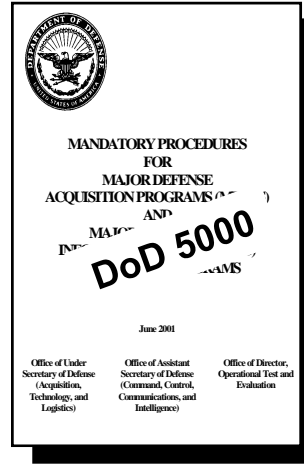 DEPARTMENT OF DEFENSE
UNITED STATES OF AMERICA
MANDATORY PROCEDURES
FOR
MAJOR DEFENSE
ACQUISITION PROGRAMS
AND
DoD 5000
June 2001
Office of Under
Secretary of Defense
(Acquisition,
Technology, and
Logistics)
Office of Assistant
Secretary of Defense
(Command, Control,
Communications, and
Intelligence)
Office of Director,
Operational Test and
Evaluation